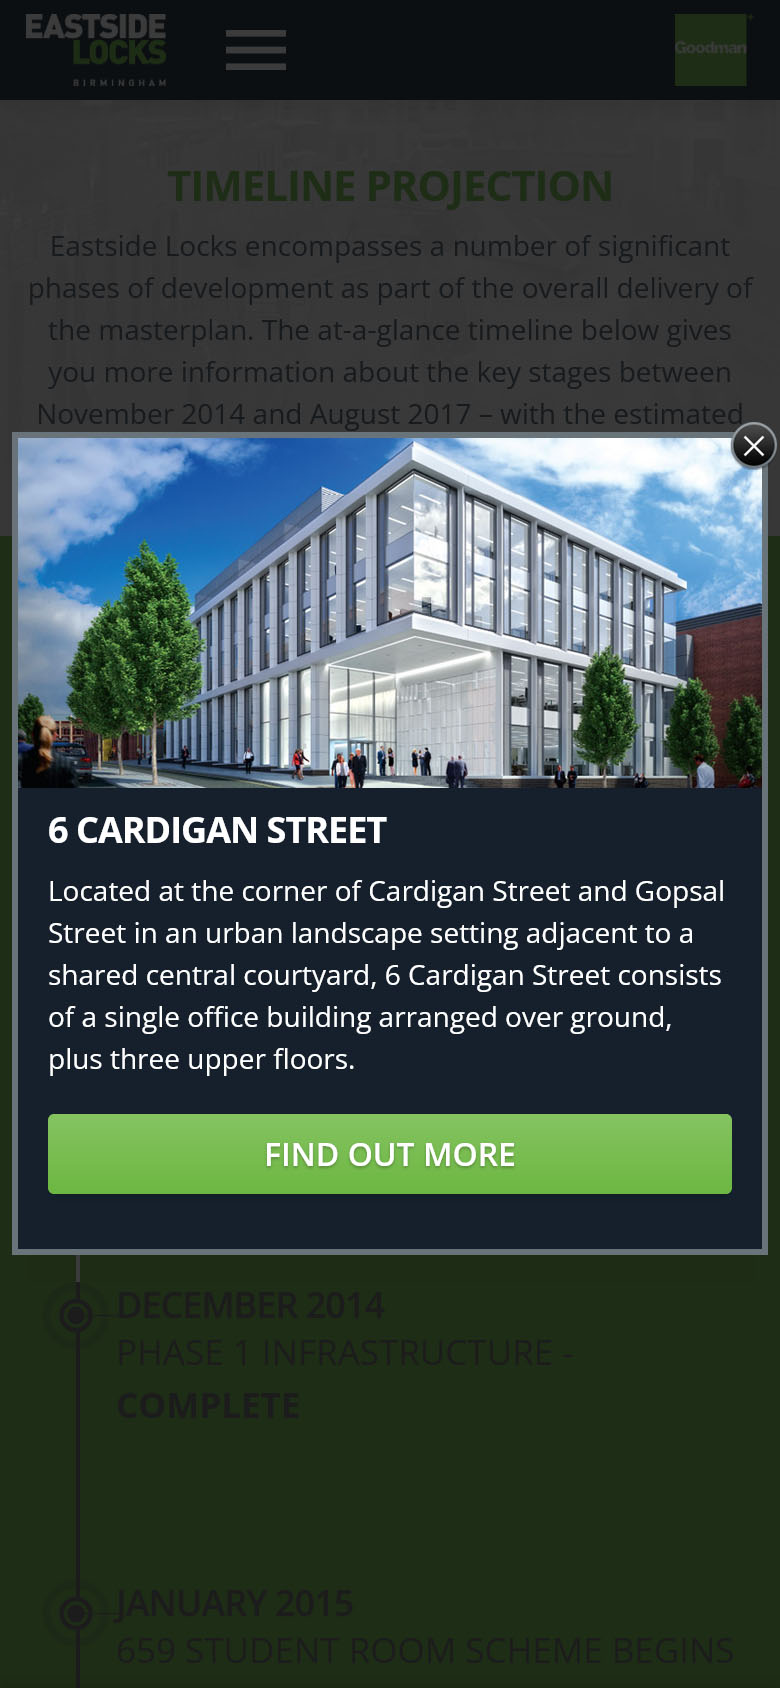 EASTSIDE
LOCKS
BIRMINGHAM
Goodman
TIMELINE PROJECTION
Eastside Locks encompasses a number of significant
phases of development as part of the overall delivery of
the masterplan. The at-a-glance timeline below gives
you more information about the key stages between
November 2014 and August 2017 – with the estimated
6 CARDIGAN STREET
Located at the corner of Cardigan Street and Gopsal
Street in an urban landscape setting adjacent to a
shared central courtyard, 6 Cardigan Street consists
of a single office building arranged over ground,
plus three upper floors.
FIND OUT MORE
DECEMBER 2014
PHASE 1 INFRASTRUCTURE -
COMPLETE
JANUARY 2015
659 STUDENT ROOM SCHEME BEGINS